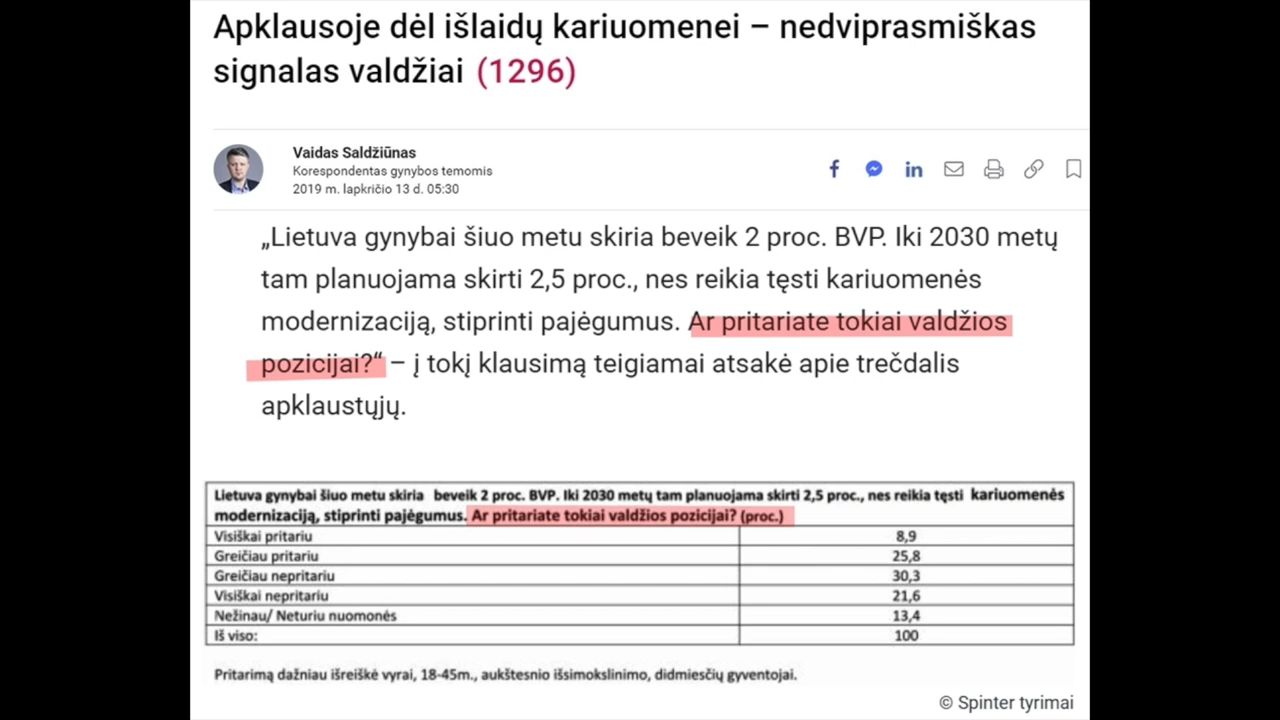 Apklausoje dėl išlaidų kariuomenei – nedviprasmiškas
signalas valdžiai (1296)
Vaidas Saldžiūnas
Korespondentas gynybos temomis
2019 m. lapkričio 13 d. 05:30
„Lietuva gynybai šiuo metu skiria beveik 2 proc. BVP. Iki 2030 metų
tam planuojama skirti 2,5 proc., nes reikia tęsti kariuomenės
modernizaciją, stiprinti pajėgumus. Ar pritariate tokiai valdžios
pozicijai?“ – į tokį klausimą teigiamai atsakė apie trečdalis
apklaustųjų.
Lietuva gynybai šiuo metu skiria beveik 2 proc. BVP. Iki 2030 metų tam planuojama skirti 2,5 proc., nes reikia tęsti kariuomenės
modernizaciją, stiprinti pajėgumus. Ar pritariate tokiai valdžios pozicijai? (proc.)
Visiškai pritariu 8,9
Greičiau pritariu 25,8
Greičiau nepritariu 30,3
Visiškai nepritariu 21,6
Nežinau/ Neturiu nuomonės 13,4
Iš viso: 100
Pritarimą dažniau išreiškė vyrai, 18-45m., aukštesnio išsimokslinimo, didmiesčių gyventojai.
© Spinter tyrimai